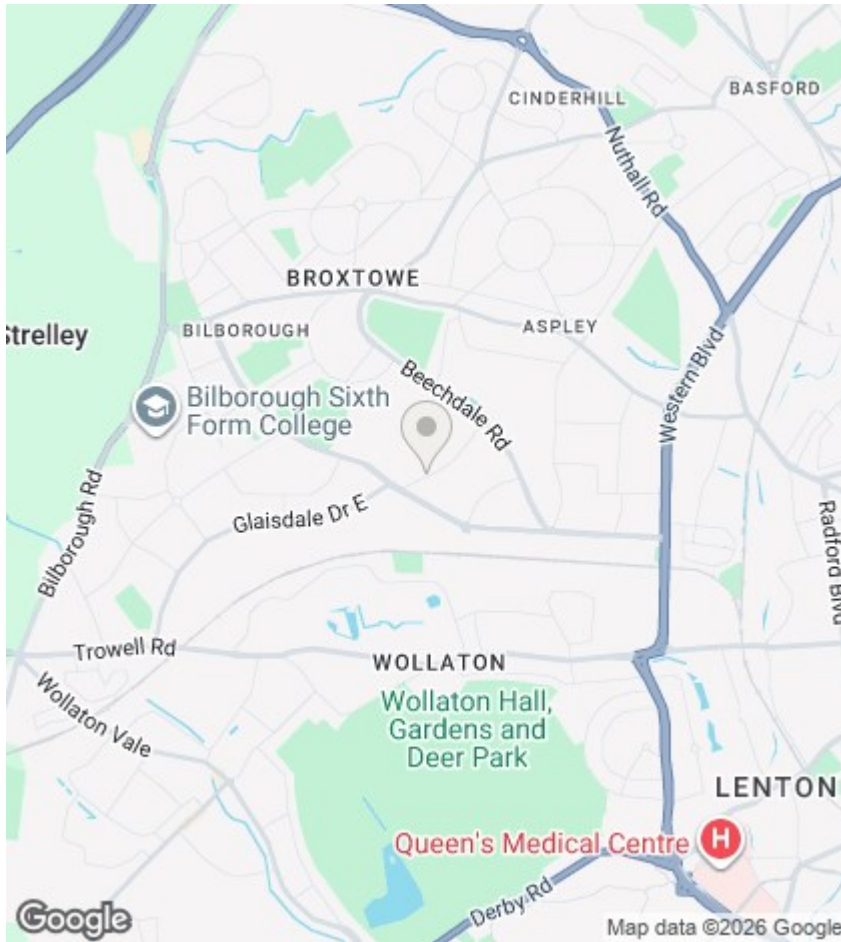 CINDERHILL
BASFORD
Nuthall Rd
BROXTOWE
Strelley
BILBOROUGH
ASPLEY
Western Blvd
Beechdale Rd
Bilborough Sixth
Form College
Glaisdale Dr E
Bilborough Rd
Radford Blvd
Trowell Rd
WOLLATON
Wollaton Vale
Wollaton Hall,
Gardens and
Deer Park
LENTON
Queen's Medical Centre
H
Derby Rd
Google
Map data ©2026 Google